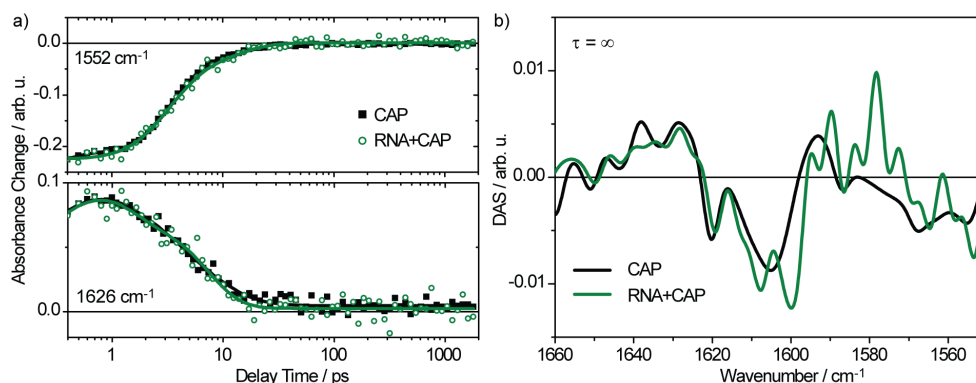 a)
0.0
1552 cm-1
-0.1
CAP
RNA+CAP
-0.2
0.1
0.0
1626 cm-1
1 10 100 1000
Delay Time / ps
Absorbance Change / arb. u.
b)
τ = ∞
0.01
0.00
-0.01
CAP
RNA+CAP
1660 1640 1620 1600 1580 1560
Wavenumber / cm-1
DAS / arb. u.